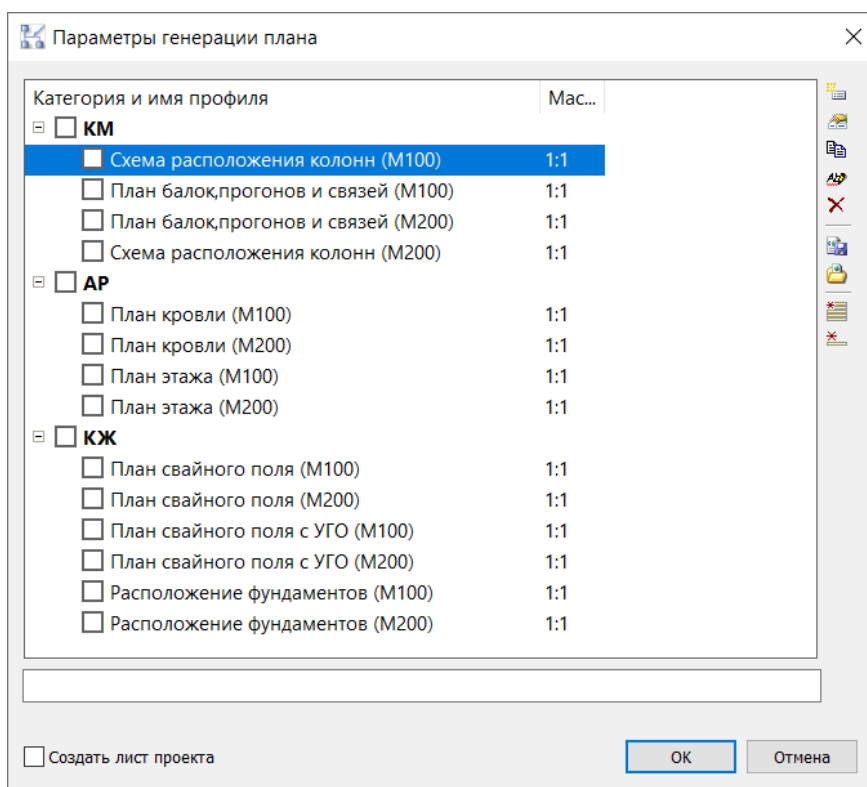 Параметры генерации плана
Категория и имя профиля Мас...
КМ
Схема расположения колонн (М100) 1:1
План балок,прогонов и связей (М100) 1:1
План балок,прогонов и связей (М200) 1:1
Схема расположения колонн (М200) 1:1
АР
План кровли (М100) 1:1
План кровли (М200) 1:1
План этажа (М100) 1:1
План этажа (М200) 1:1
КЖ
План свайного поля (М100) 1:1
План свайного поля (М200) 1:1
План свайного поля с УГО (М100) 1:1
План свайного поля с УГО (М200) 1:1
Расположение фундаментов (М100) 1:1
Расположение фундаментов (М200) 1:1
Создать лист проекта ОК Отмена